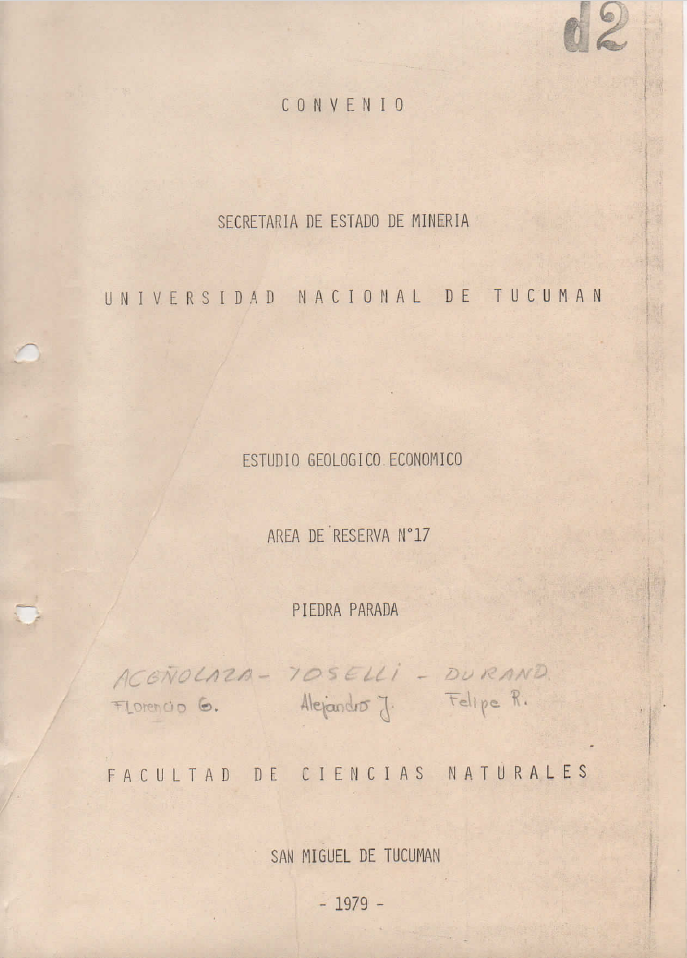 d2
CONVENIO
SECRETARIA DE ESTADO DE MINERIA
UNIVERSIDAD NACIONAL DE TUCUMAN
ESTUDIO GEOLOGICO ECONOMICO
AREA DE RESERVA N°17
PIEDRA PARADA
ACEÑOLAZA - TOSELLI - DURAND
Florencio G. Alejandro J. Felipe R.
FACULTAD DE CIENCIAS NATURALES
SAN MIGUEL DE TUCUMAN
- 1979 -